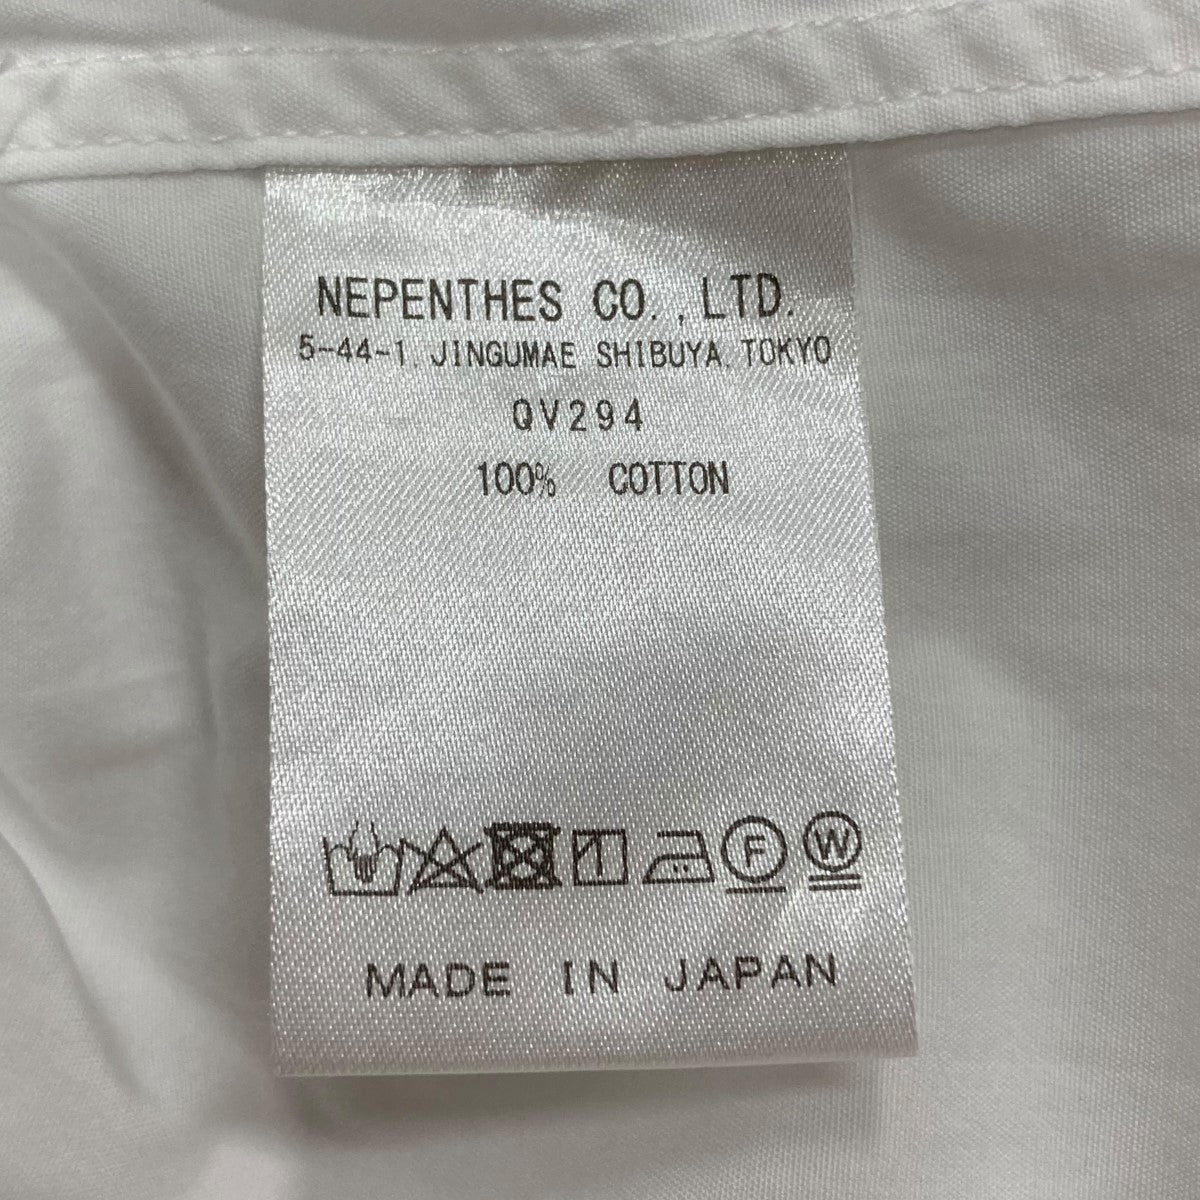 NEPENTHES CO.,LTD.
5-44-1, JINGUMAE SHIBUYA, TOKYO
QV294
100% COTTON
F W
MADE IN JAPAN